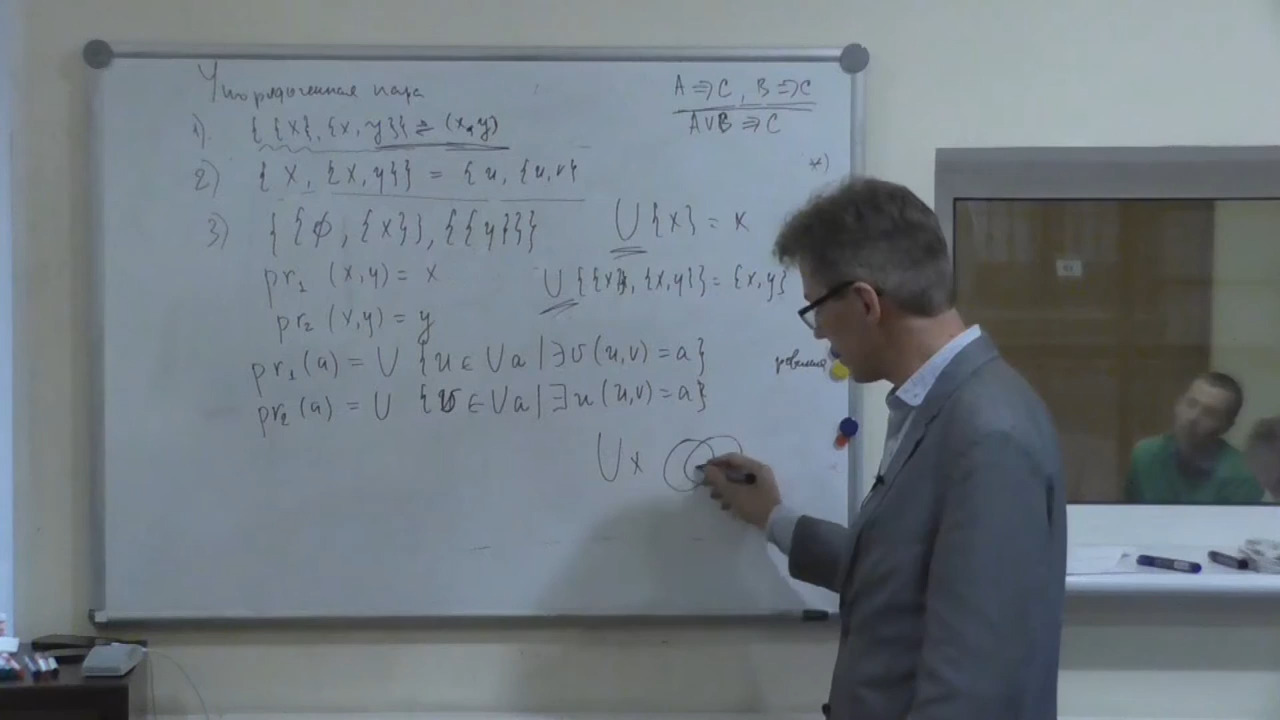 Упорядоченная пара
1). {{x}, {x, y}} ⇌ (x, y)
2) {x, {x, y}} = {u, {u, v}
3) {{∅, {x}}, {{y}}}
pr₁ (x, y) = x
pr₂ (x, y) = y
pr₁ (a) = ∪ {u ∈ ∪a | ∃v (u, v) = a}
pr₂ (a) = ∪ {v ∈ ∪a | ∃u (u, v) = a}
A ⇒ C, B ⇒ C
A∨B ⇒ C
*)
∪{x} = x
∪{{x}, {x, y}} = {x, y}
∪x